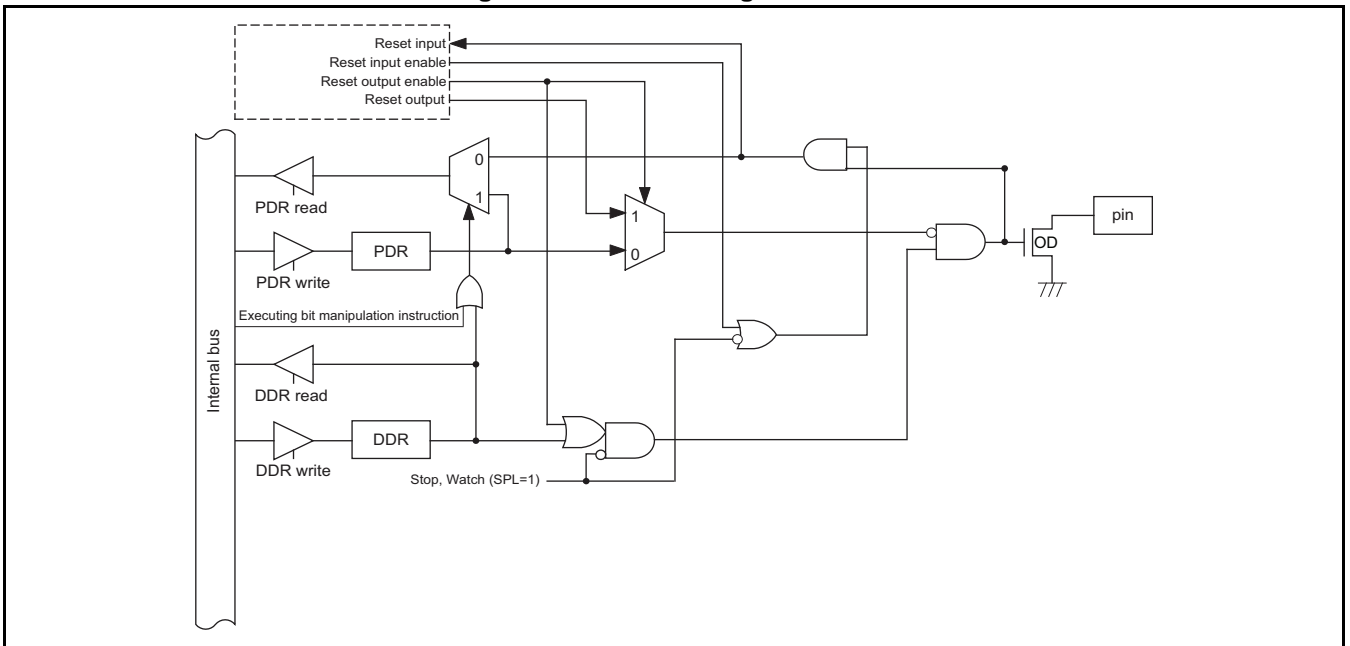 Reset input
Reset input enable
Reset output enable
Reset output
0
1
PDR read
1
pin
OD
PDR
0
PDR write
Executing bit manipulation instruction
Internal bus
DDR read
DDR
DDR write
Stop, Watch (SPL=1)